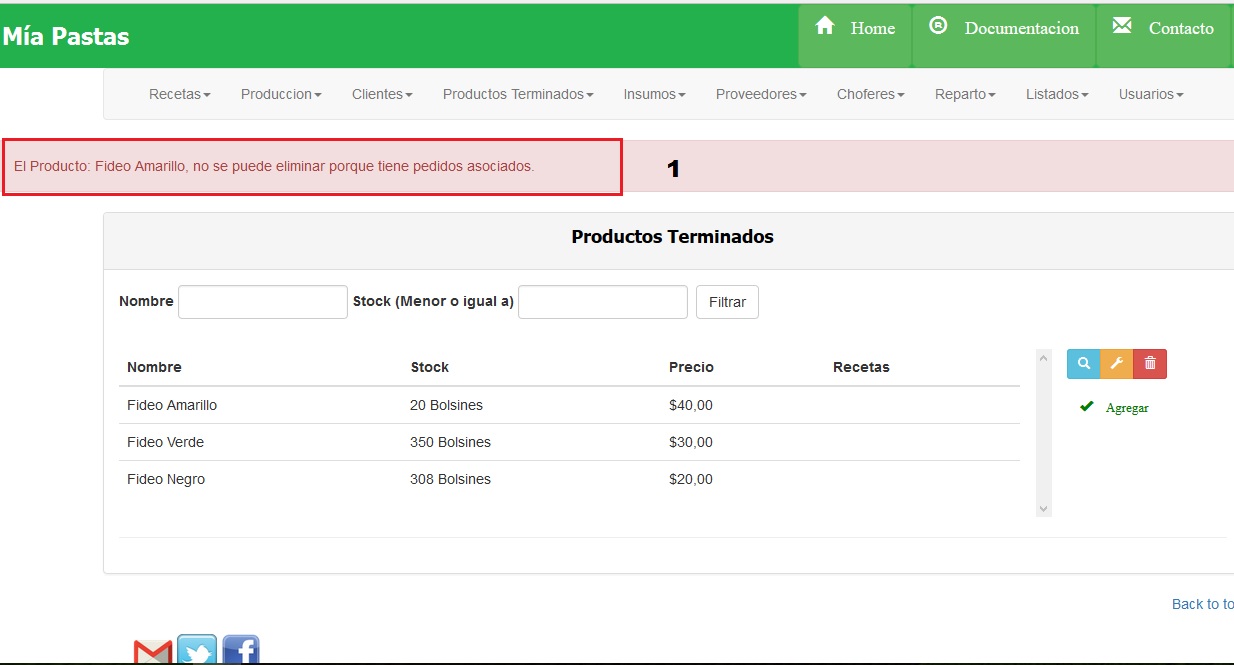 Mía Pastas
Home Documentacion Contacto
Recetas Produccion Clientes Productos Terminados Insumos Proveedores Choferes Reparto Listados Usuarios
El Producto: Fideo Amarillo, no se puede eliminar porque tiene pedidos asociados.
1
Productos Terminados
Nombre Stock (Menor o igual a) Filtrar
Nombre Stock Precio Recetas
Fideo Amarillo 20 Bolsines $40,00
Agregar
Fideo Verde 350 Bolsines $30,00
Fideo Negro 308 Bolsines $20,00
Back to to